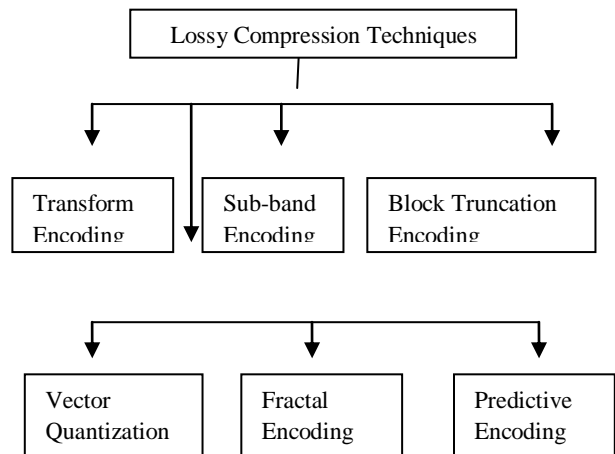 Lossy Compression Techniques
Transform
Encoding
Sub-band
Encoding
Block Truncation
Encoding
Vector
Quantization
Fractal
Encoding
Predictive
Encoding